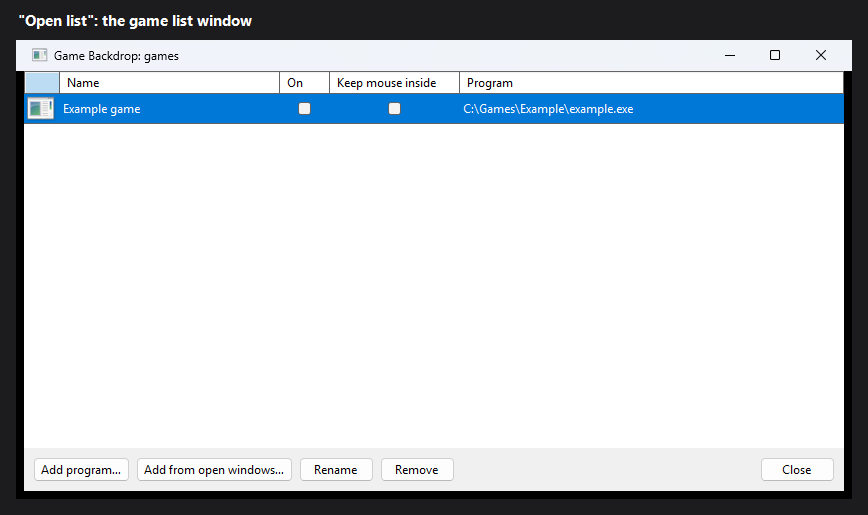 "Open list": the game list window
Game Backdrop: games
Name On Keep mouse inside Program
Example game C:\Games\Example\example.exe
Add program... Add from open windows... Rename Remove Close